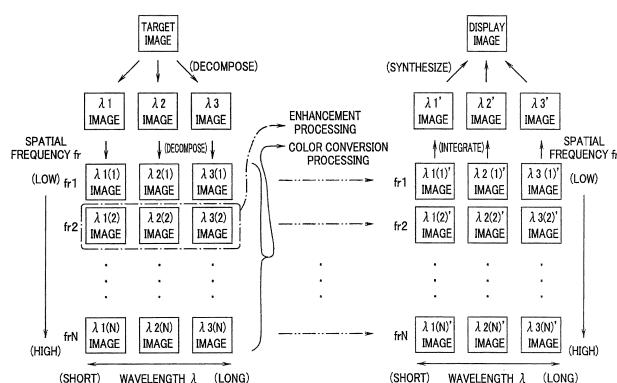 TARGET
IMAGE
DISPLAY
IMAGE
(DECOMPOSE)
(SYNTHESIZE)
λ1
IMAGE
λ2
IMAGE
λ3
IMAGE
λ1'
IMAGE
λ2'
IMAGE
λ3'
IMAGE
ENHANCEMENT
PROCESSING
COLOR CONVERSION
PROCESSING
SPATIAL
FREQUENCY fr
(DECOMPOSE)
(INTEGRATE)
SPATIAL
FREQUENCY fr
(LOW)
fr1
λ1(1)
IMAGE
λ2(1)
IMAGE
λ3(1)
IMAGE
fr1
λ1(1)'
IMAGE
λ2(1)'
IMAGE
λ3(1)'
IMAGE
(LOW)
fr2
λ1(2)
IMAGE
λ2(2)
IMAGE
λ3(2)
IMAGE
fr2
λ1(2)'
IMAGE
λ2(2)'
IMAGE
λ3(2)'
IMAGE
frN
λ1(N)
IMAGE
λ2(N)
IMAGE
λ3(N)
IMAGE
frN
λ1(N)'
IMAGE
λ2(N)'
IMAGE
λ3(N)'
IMAGE
(HIGH)
(HIGH)
(SHORT) WAVELENGTH λ (LONG)
(SHORT) WAVELENGTH λ (LONG)